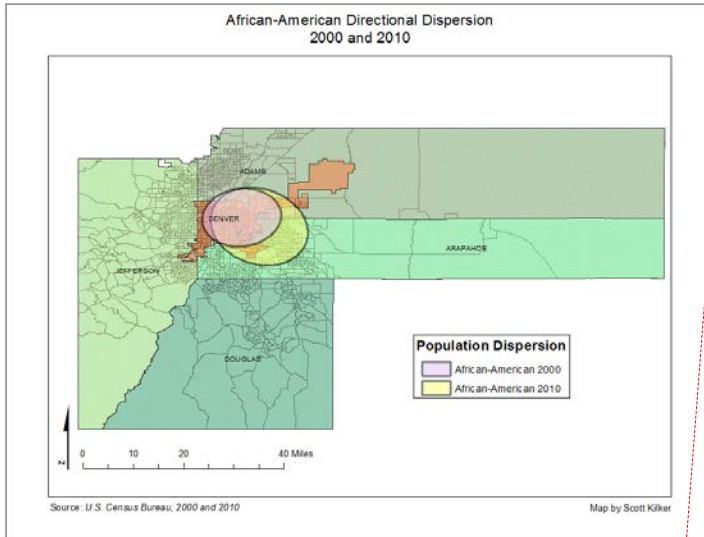 African-American Directional Dispersion
2000 and 2010
ADAMS
DENVER
ARAPAHOE
JEFFERSON
DOUGLAS
Population Dispersion
African-American 2000
African-American 2010
N
0 10 20 40 Miles
Source: U.S. Census Bureau, 2000 and 2010
Map by Scott Kilker